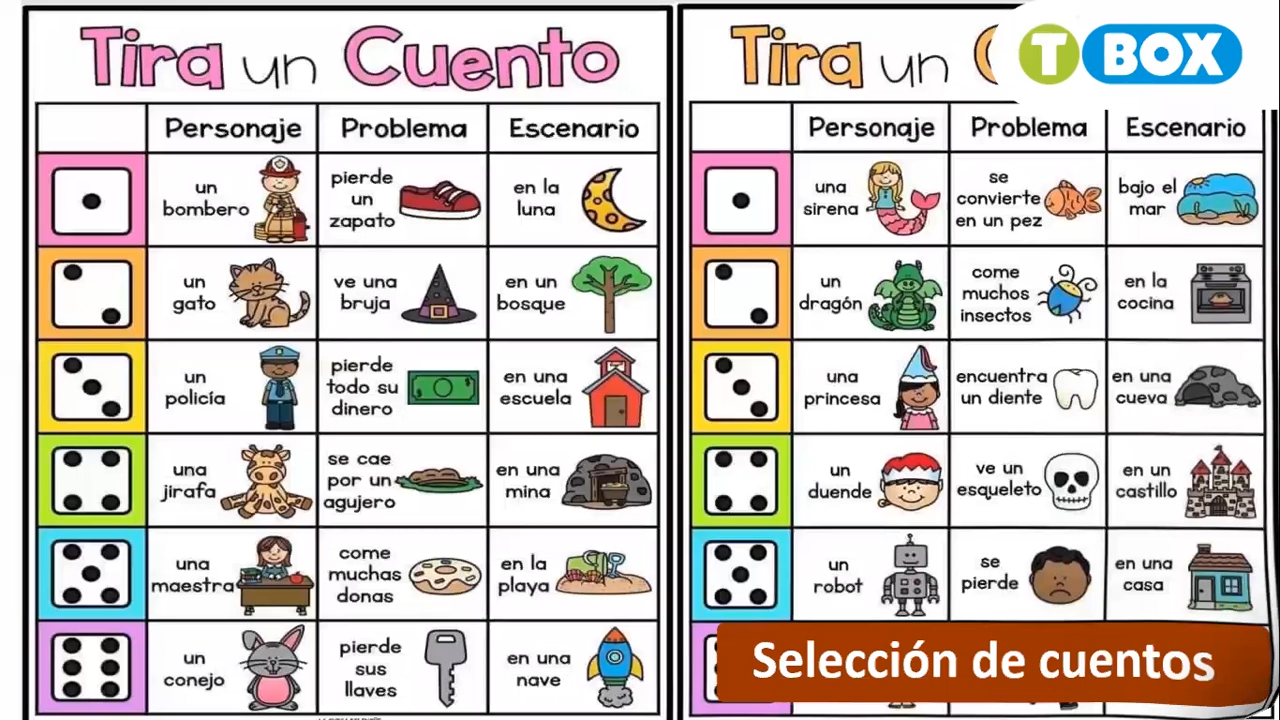 Tira un Cuento
Personaje Problema Escenario
un
bombero
pierde
un
zapato
en la
luna
un
gato
ve una
bruja
en un
bosque
un
policía
pierde
todo su
dinero
en una
escuela
una
jirafa
se cae
por un
agujero
en una
mina
una
maestra
come
muchas
donas
en la
playa
un
conejo
pierde
sus
llaves
en una
nave
Tira un
T BOX
Personaje Problema Escenario
una
sirena
se
convierte
en un pez
bajo el
mar
un
dragón
come
muchos
insectos
en la
cocina
una
princesa
encuentra
un diente
en una
cueva
un
duende
ve un
esqueleto
en un
castillo
un
robot
se
pierde
en una
casa
Selección de cuentos